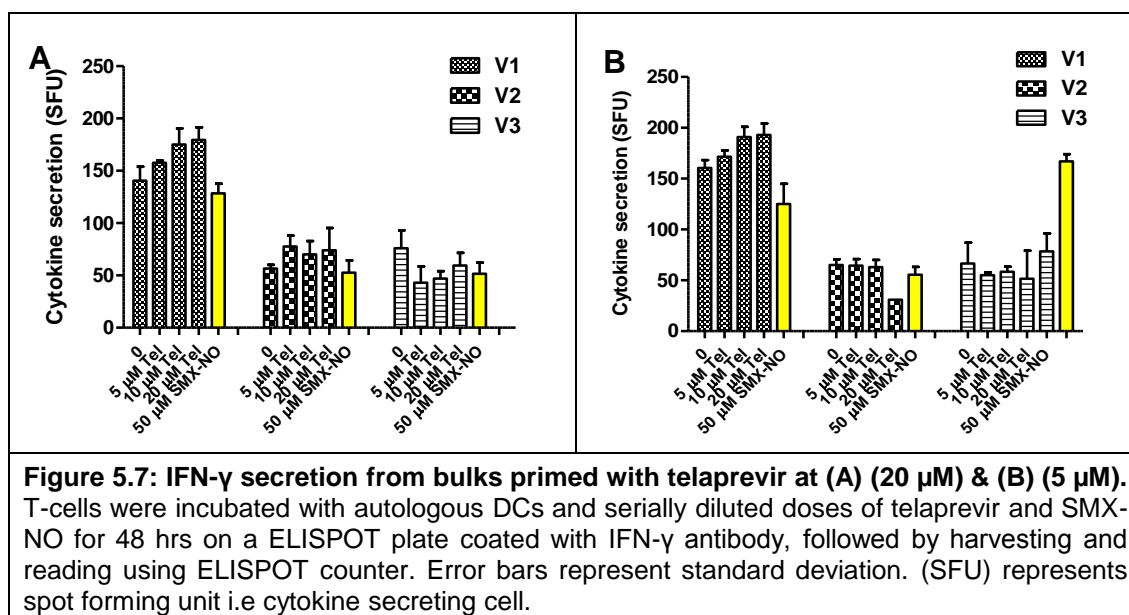 A
Cytokine secretion (SFU)
250
200
150
100
50
0
V1
V2
V3
0
5 µM Tel
10 µM Tel
20 µM Tel
50 µM SMX-NO
0
5 µM Tel
10 µM Tel
20 µM Tel
50 µM SMX-NO
0
5 µM Tel
10 µM Tel
20 µM Tel
50 µM SMX-NO
B
Cytokine secretion (SFU)
250
200
150
100
50
0
V1
V2
V3
0
5 µM Tel
10 µM Tel
20 µM Tel
50 µM SMX-NO
0
5 µM Tel
10 µM Tel
20 µM Tel
50 µM SMX-NO
0
5 µM Tel
10 µM Tel
20 µM Tel
50 µM SMX-NO
Figure 5.7: IFN-γ secretion from bulks primed with telaprevir at (A) (20 µM) & (B) (5 µM).
T-cells were incubated with autologous DCs and serially diluted doses of telaprevir and SMX-
NO for 48 hrs on a ELISPOT plate coated with IFN-γ antibody, followed by harvesting and
reading using ELISPOT counter. Error bars represent standard deviation. (SFU) represents
spot forming unit i.e cytokine secreting cell.